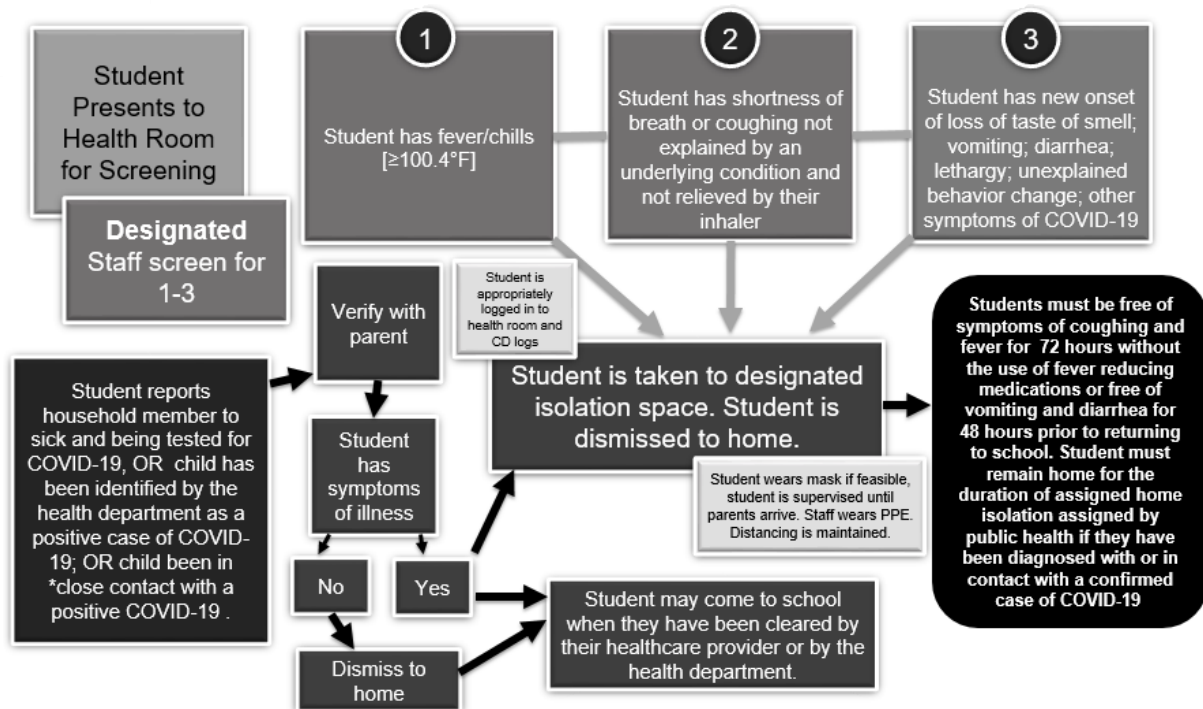 Student
Presents to
Health Room
for Screening
Designated
Staff screen for
1-3
1
Student has fever/chills
[≥100.4°F]
2
Student has shortness of
breath or coughing not
explained by an
underlying condition and
not relieved by their
inhaler
3
Student has new onset
of loss of taste of smell;
vomiting; diarrhea;
lethargy; unexplained
behavior change; other
symptoms of COVID-19
Student reports
household member to
sick and being tested for
COVID-19, OR child has
been identified by the
health department as a
positive case of COVID-
19; OR child been in
*close contact with a
positive COVID-19 .
Verify with
parent
Student
has
symptoms
of illness
No
Yes
Dismiss to
home
Student is
appropriately
logged in to
health room and
CD logs
Student is taken to designated
isolation space. Student is
dismissed to home.
Student wears mask if feasible,
student is supervised until
parents arrive. Staff wears PPE.
Distancing is maintained.
Student may come to school
when they have been cleared by
their healthcare provider or by the
health department.
Students must be free of
symptoms of coughing and
fever for 72 hours without
the use of fever reducing
medications or free of
vomiting and diarrhea for
48 hours prior to returning
to school. Student must
remain home for the
duration of assigned home
isolation assigned by
public health if they have
been diagnosed with or in
contact with a confirmed
case of COVID-19